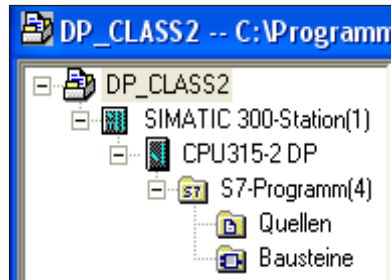 DP_CLASS2 -- C:\Programm
DP_CLASS2
SIMATIC 300-Station(1)
CPU315-2 DP
S7-Programm(4)
Quellen
Bausteine